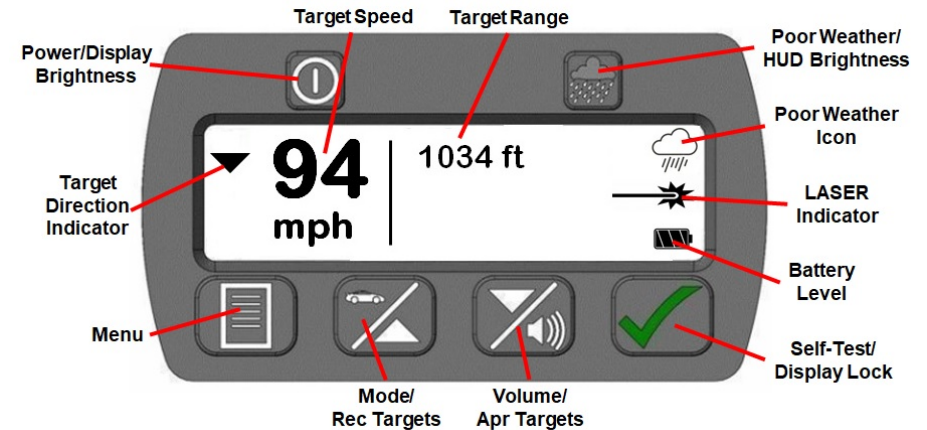 Target Speed
Target Range
Power/Display
Brightness
Poor Weather/
HUD Brightness
94
mph
1034 ft
Poor Weather
Icon
Target
Direction
Indicator
LASER
Indicator
Battery
Level
Menu
Self-Test/
Display Lock
Mode/
Rec Targets
Volume/
Apr Targets